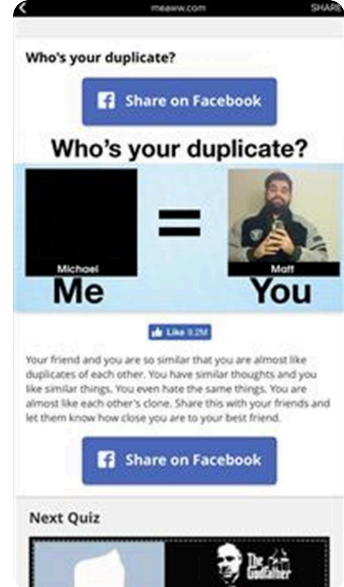 meaww.com
SHARE
Who's your duplicate?
Share on Facebook
Who's your duplicate?
=
Michael
Matt
Me
You
Like 9.2M
Your friend and you are so similar that you are almost like
duplicates of each other. You have similar thoughts and you
like similar things. You even hate the same things. You are
almost like each other's clone. Share this with your friends and
let them know how close you are to your best friend.
Share on Facebook
Next Quiz
The
Godfather